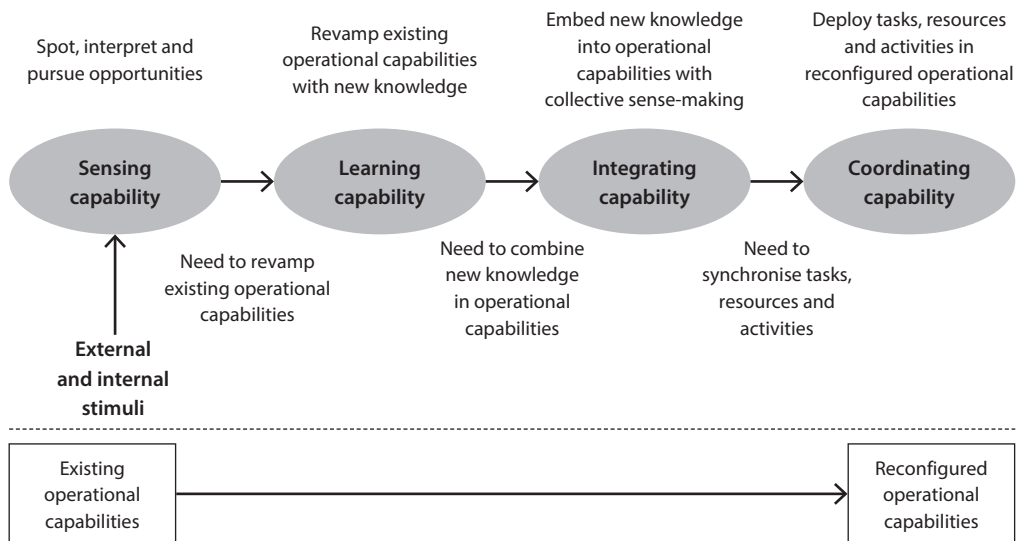 Spot, interpret and
pursue opportunities
Revamp existing
operational capabilities
with new knowledge
Embed new knowledge
into operational
capabilities with
collective sense-making
Deploy tasks, resources
and activities in
reconfigured operational
capabilities
Sensing
capability
Learning
capability
Integrating
capability
Coordinating
capability
Need to revamp
existing operational
capabilities
Need to combine
new knowledge
in operational
capabilities
Need to
synchronise tasks,
resources and
activities
External
and internal
stimuli
Existing
operational
capabilities
Reconfigured
operational
capabilities